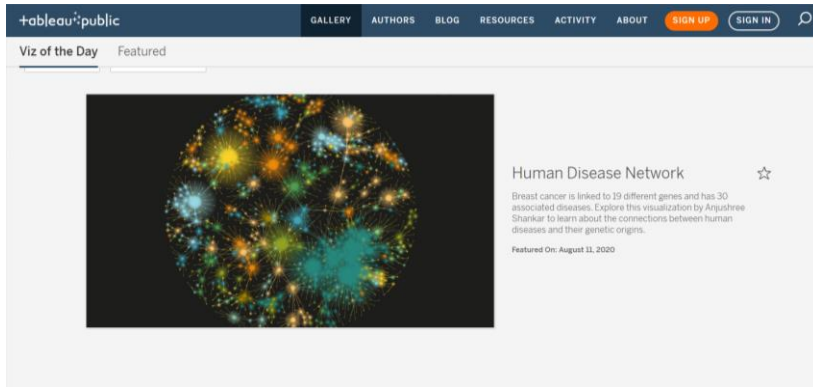 +ableau:public
GALLERY AUTHORS BLOG RESOURCES ACTIVITY ABOUT SIGN UP SIGN IN
Viz of the Day Featured
Human Disease Network
Breast cancer is linked to 19 different genes and has 30
associated diseases. Explore this visualization by Anjushree
Shankar to learn about the connections between human
diseases and their genetic origins.
Featured On: August 11, 2020